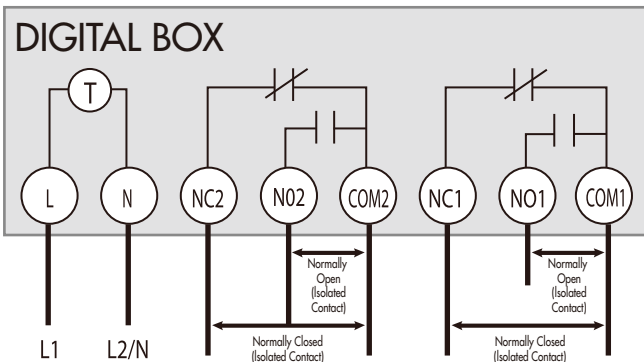 DIGITAL BOX
T
L
N
NC2
N02
COM2
NC1
NO1
COM1
Normally
Open
(Isolated
Contact)
Normally
Open
(Isolated
Contact)
L1
L2/N
Normally Closed
(Isolated Contact)
Normally Closed
(Isolated Contact)